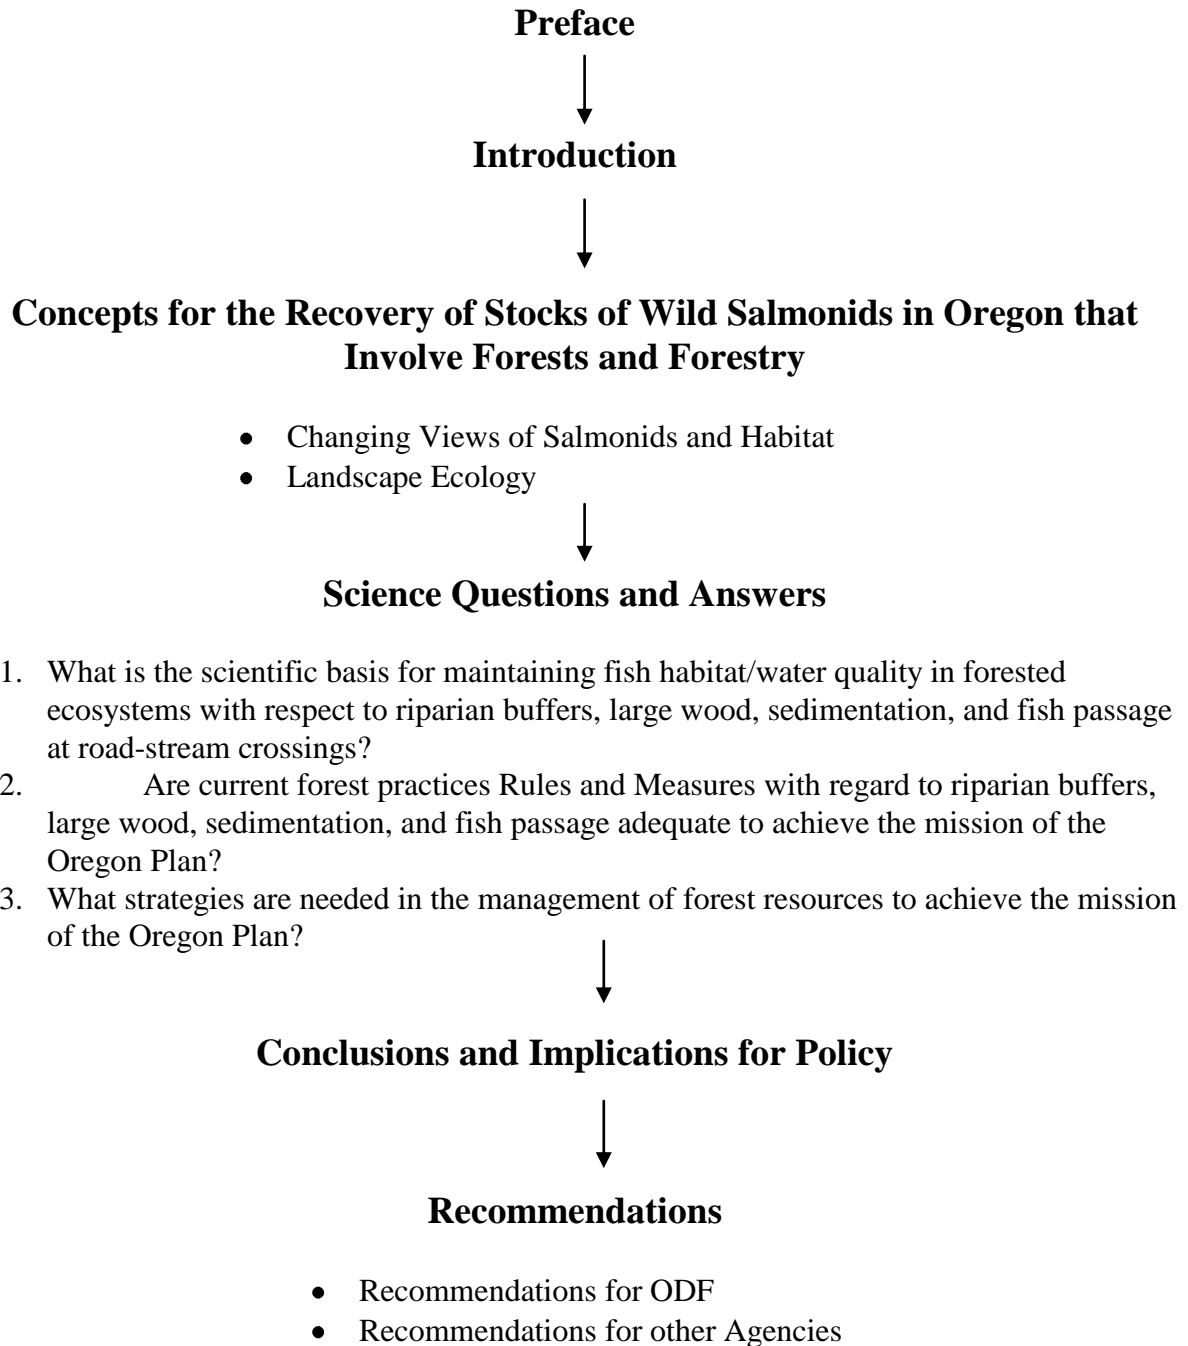 Preface
Introduction
Concepts for the Recovery of Stocks of Wild Salmonids in Oregon that
Involve Forests and Forestry
• Changing Views of Salmonids and Habitat
• Landscape Ecology
Science Questions and Answers
1. What is the scientific basis for maintaining fish habitat/water quality in forested
ecosystems with respect to riparian buffers, large wood, sedimentation, and fish passage
at road-stream crossings?
2. Are current forest practices Rules and Measures with regard to riparian buffers,
large wood, sedimentation, and fish passage adequate to achieve the mission of the
Oregon Plan?
3. What strategies are needed in the management of forest resources to achieve the mission
of the Oregon Plan?
Conclusions and Implications for Policy
Recommendations
• Recommendations for ODF
• Recommendations for other Agencies